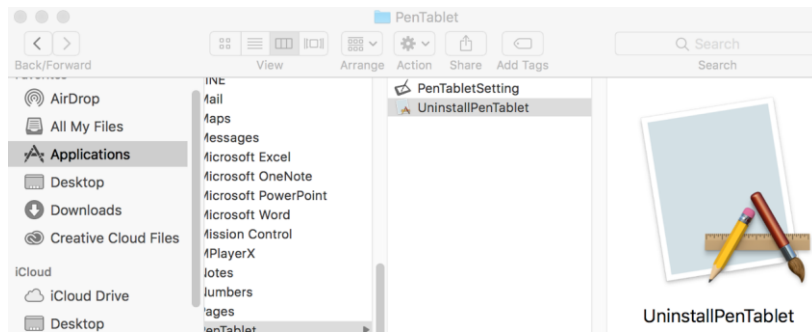 PenTablet
Back/Forward
View
Arrange
Action
Share
Add Tags
Search
Search
AirDrop
All My Files
Applications
Desktop
Downloads
Creative Cloud Files
iCloud
iCloud Drive
Desktop
Mail
Maps
Messages
Microsoft Excel
Microsoft OneNote
Microsoft PowerPoint
Microsoft Word
Mission Control
MPlayerX
Notes
Numbers
Pages
PenTablet
PenTabletSetting
UninstallPenTablet
UninstallPenTablet